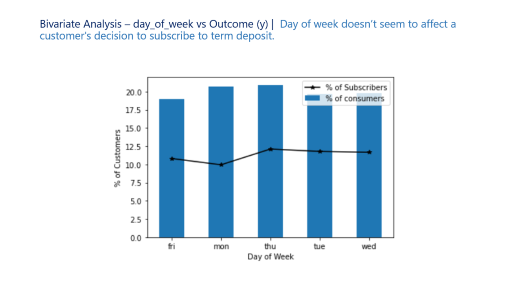 Bivariate Analysis – day_of_week vs Outcome (y) | Day of week doesn't seem to affect a
customer's decision to subscribe to term deposit.
% of Subscribers
% of consumers
20.0
17.5
15.0
12.5
10.0
7.5
5.0
2.5
0.0
% of Customers
fri mon thu tue wed
Day of Week